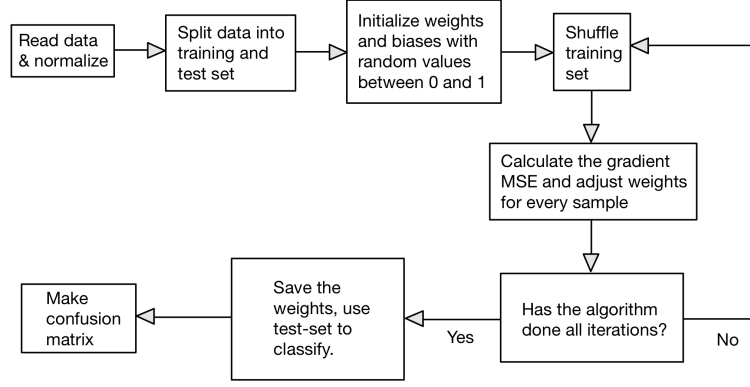 Read data
& normalize
Split data into
training and
test set
Initialize weights
and biases with
random values
between 0 and 1
Shuffle
training
set
Calculate the gradient
MSE and adjust weights
for every sample
Has the algorithm
done all iterations?
No
Yes
Save the
weights, use
test-set to
classify.
Make
confusion
matrix